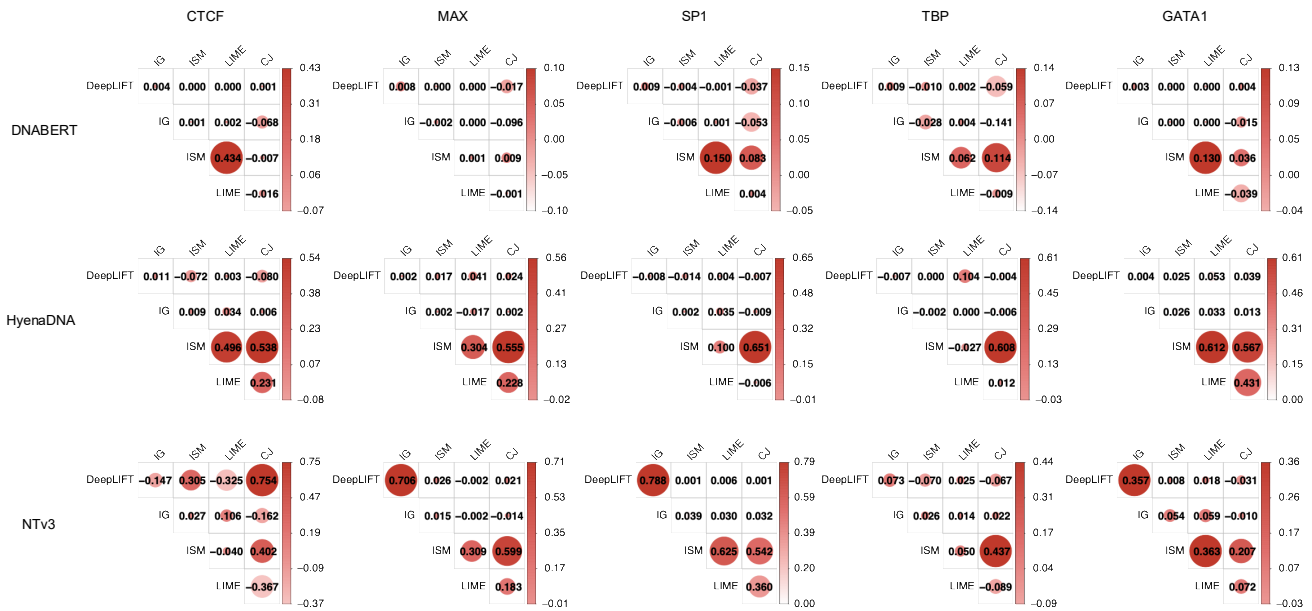 CTCF MAX SP1 TBP GATA1
DNABERT
IG ISM LIME CJ
DeepLIFT 0.004 0.000 0.000 0.001
IG 0.001 0.002 −0.068
ISM 0.434 −0.007
LIME −0.016
0.43 0.31 0.18 0.06 −0.07
IG ISM LIME CJ
DeepLIFT 0.008 0.000 0.000 −0.017
IG −0.002 0.000 −0.096
ISM 0.001 0.009
LIME −0.001
0.10 0.05 0.00 −0.05 −0.10
IG ISM LIME CJ
DeepLIFT 0.009 −0.004 −0.001 −0.037
IG −0.006 0.001 −0.053
ISM 0.150 0.083
LIME 0.004
0.15 0.10 0.05 0.00 −0.05
IG ISM LIME CJ
DeepLIFT 0.009 −0.010 0.002 −0.059
IG −0.028 0.004 −0.141
ISM 0.062 0.114
LIME −0.009
0.14 0.07 0.00 −0.07 −0.14
IG ISM LIME CJ
DeepLIFT 0.003 0.000 0.000 0.004
IG 0.000 0.000 −0.015
ISM 0.130 0.036
LIME −0.039
0.13 0.09 0.05 0.00 −0.04
HyenaDNA
IG ISM LIME CJ
DeepLIFT 0.011 −0.072 0.003 −0.080
IG 0.009 0.034 0.006
ISM 0.496 0.538
LIME 0.231
0.54 0.38 0.23 0.07 −0.08
IG ISM LIME CJ
DeepLIFT 0.002 0.017 0.041 0.024
IG 0.002 −0.017 0.002
ISM 0.304 0.555
LIME 0.228
0.56 0.41 0.27 0.13 −0.02
IG ISM LIME CJ
DeepLIFT −0.008 −0.014 0.004 −0.007
IG 0.002 0.035 −0.009
ISM 0.100 0.651
LIME −0.006
0.65 0.48 0.32 0.15 −0.01
IG ISM LIME CJ
DeepLIFT −0.007 0.000 0.104 −0.004
IG −0.002 0.000 −0.006
ISM −0.027 0.608
LIME 0.012
0.61 0.45 0.29 0.13 −0.03
IG ISM LIME CJ
DeepLIFT 0.004 0.025 0.053 0.039
IG 0.026 0.033 0.013
ISM 0.612 0.567
LIME 0.431
0.61 0.46 0.31 0.15 0.00
NTv3
IG ISM LIME CJ
DeepLIFT −0.147 0.305 −0.325 0.754
IG 0.027 0.106 −0.162
ISM −0.040 0.402
LIME −0.367
0.75 0.47 0.19 −0.09 −0.37
IG ISM LIME CJ
DeepLIFT 0.706 0.026 −0.002 0.021
IG 0.015 −0.002 −0.014
ISM 0.309 0.599
LIME 0.183
0.71 0.53 0.35 0.17 −0.01
IG ISM LIME CJ
DeepLIFT 0.788 0.001 0.006 0.001
IG 0.039 0.030 0.032
ISM 0.625 0.542
LIME 0.360
0.79 0.59 0.39 0.20 0.00
IG ISM LIME CJ
DeepLIFT 0.073 −0.070 0.025 −0.067
IG 0.026 0.014 0.022
ISM 0.050 0.437
LIME −0.089
0.44 0.31 0.17 0.04 −0.09
IG ISM LIME CJ
DeepLIFT 0.357 0.008 0.018 −0.031
IG 0.054 0.059 −0.010
ISM 0.363 0.207
LIME 0.072
0.36 0.26 0.17 0.07 −0.03